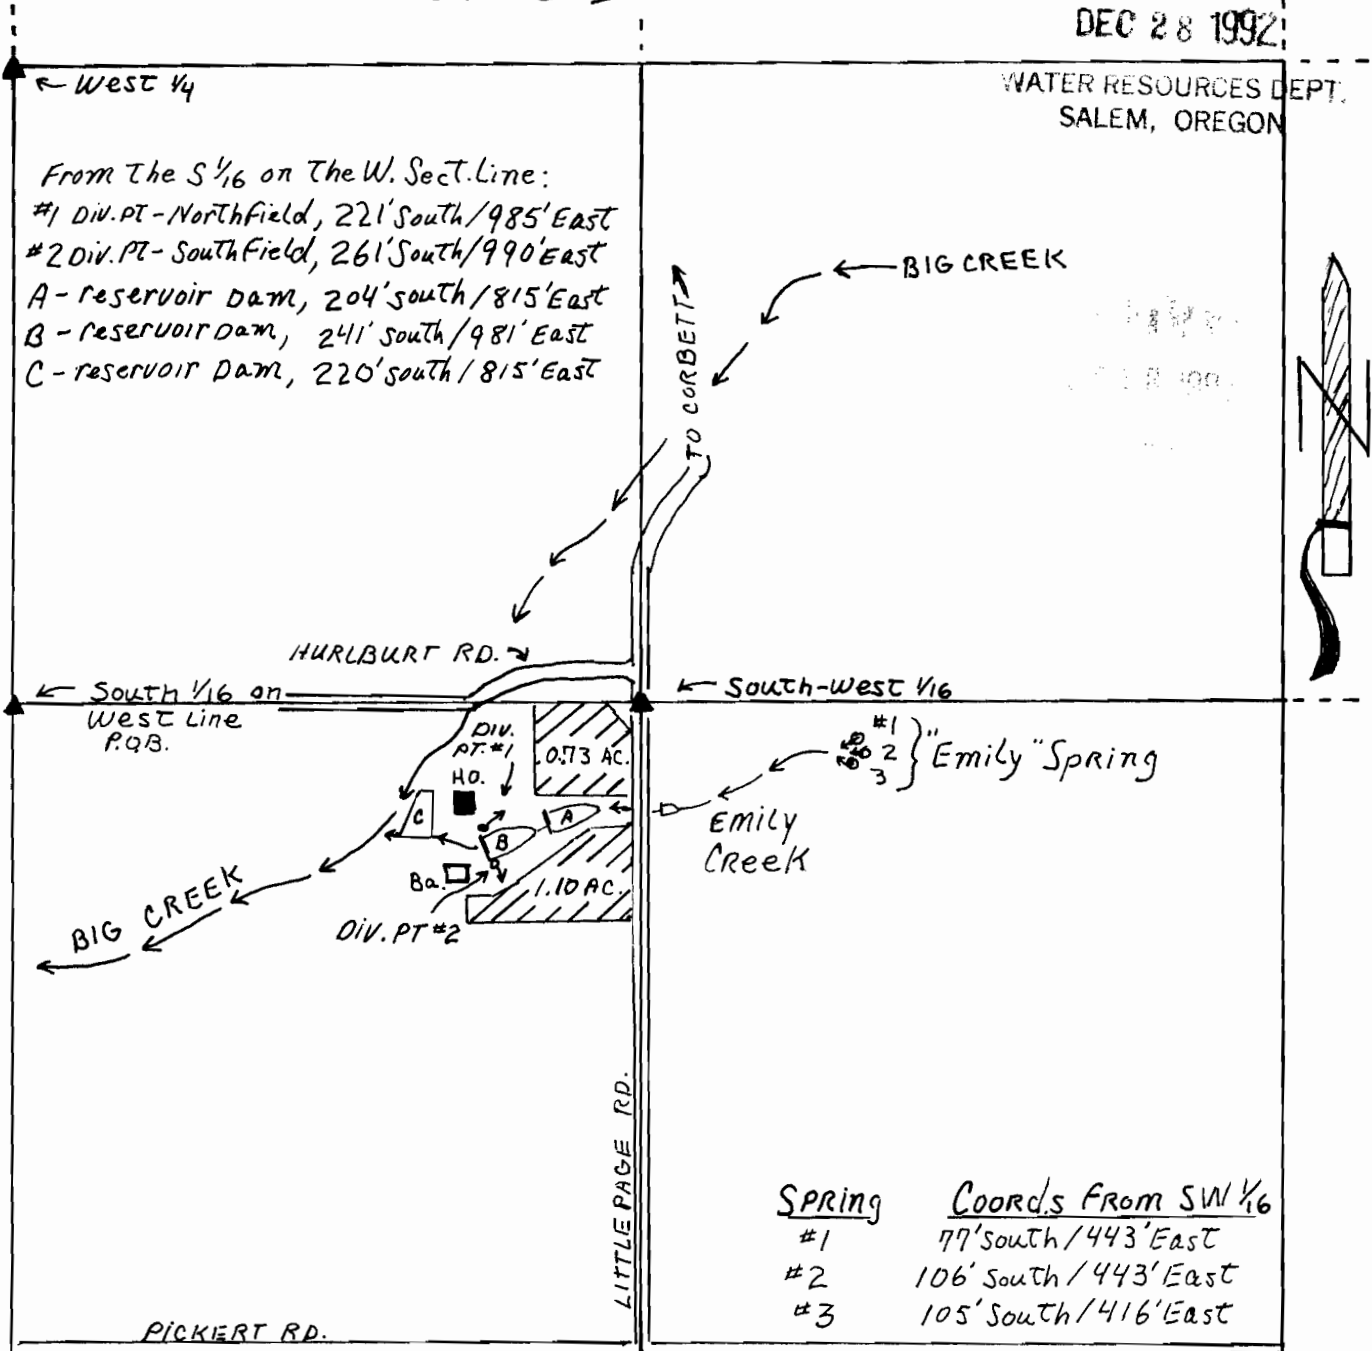 DEC 28 1992
WATER RESOURCES DEPT.
SALEM, OREGON
← West 1/4
From The S 1/16 on The W. Sect. Line:
#1 Div. PT - Northfield, 221' South / 985' East
#2 Div. PT - Southfield, 261' South / 990' East
A - reservoir Dam, 204' south / 815' East
B - reservoir Dam, 241' south / 981' East
C - reservoir Dam, 220' south / 815' East
BIG CREEK
TO CORBETT
N
HURLBURT RD.
← South 1/16 on
West Line
P.O.B.
← South-West 1/16
DIV.
PT. #1
0.73 AC.
HO.
C
A
B
Ba.
1.10 AC.
DIV. PT #2
BIG CREEK
#1
2
3
"Emily" Spring
Emily
Creek
LITTLE PAGE RD.
Spring Coords From SW 1/16
#1 77' South / 443' East
#2 106' South / 443' East
#3 105' South / 416' East
PICKERT RD.